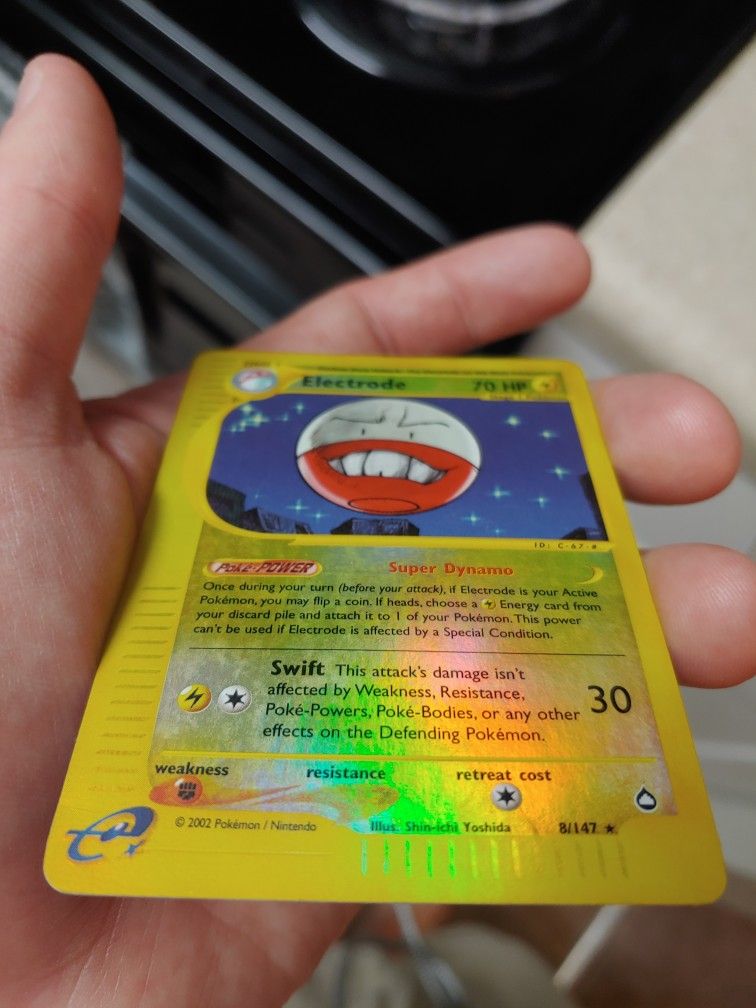 Electrode 70 HP
ID: C-67-#
Poké-POWER Super Dynamo
Once during your turn (before your attack), if Electrode is your Active
Pokémon, you may flip a coin. If heads, choose a Energy card from
your discard pile and attach it to 1 of your Pokémon. This power
can't be used if Electrode is affected by a Special Condition.
Swift This attack's damage isn't
affected by Weakness, Resistance,
Poké-Powers, Poké-Bodies, or any other
effects on the Defending Pokémon.
30
weakness resistance retreat cost
© 2002 Pokémon / Nintendo Illus. Shin-ichi Yoshida 8/147 ★
e